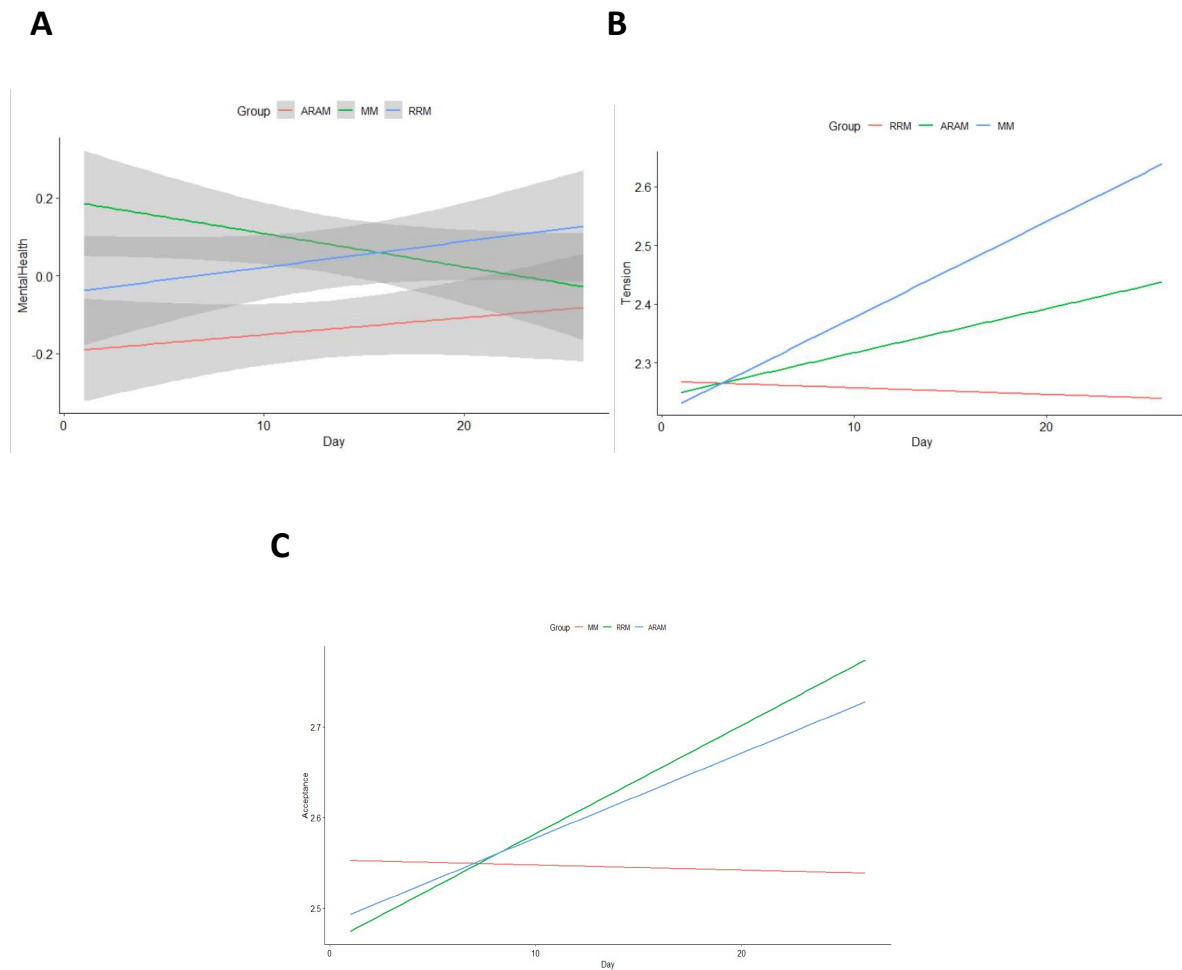 A
B
Group ARAM MM RRM
MentalHealth
0.2
0.0
-0.2
0 10 20
Day
Group RRM ARAM MM
Tension
2.6
2.5
2.4
2.3
0 10 20
Day
C
Group MM RRM ARAM
Acceptance
2.7
2.6
2.5
0 10 20
Day